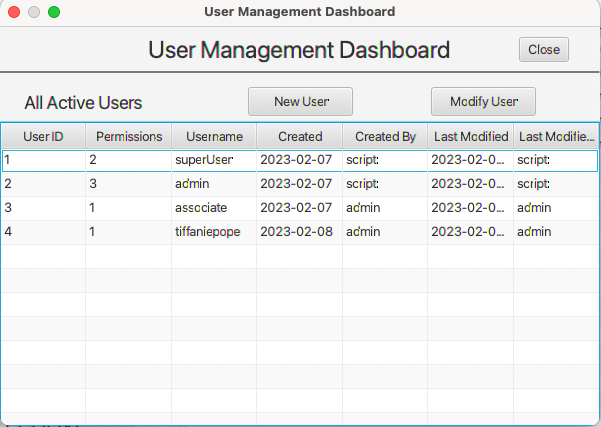 User Management Dashboard
User Management Dashboard Close
All Active Users New User Modify User
User ID Permissions Username Created Created By Last Modified Last Modifie...
1 2 superUser 2023-02-07 script 2023-02-0... script
2 3 admin 2023-02-07 script 2023-02-0... script
3 1 associate 2023-02-07 admin 2023-02-0... admin
4 1 tiffaniepope 2023-02-08 admin 2023-02-0... admin